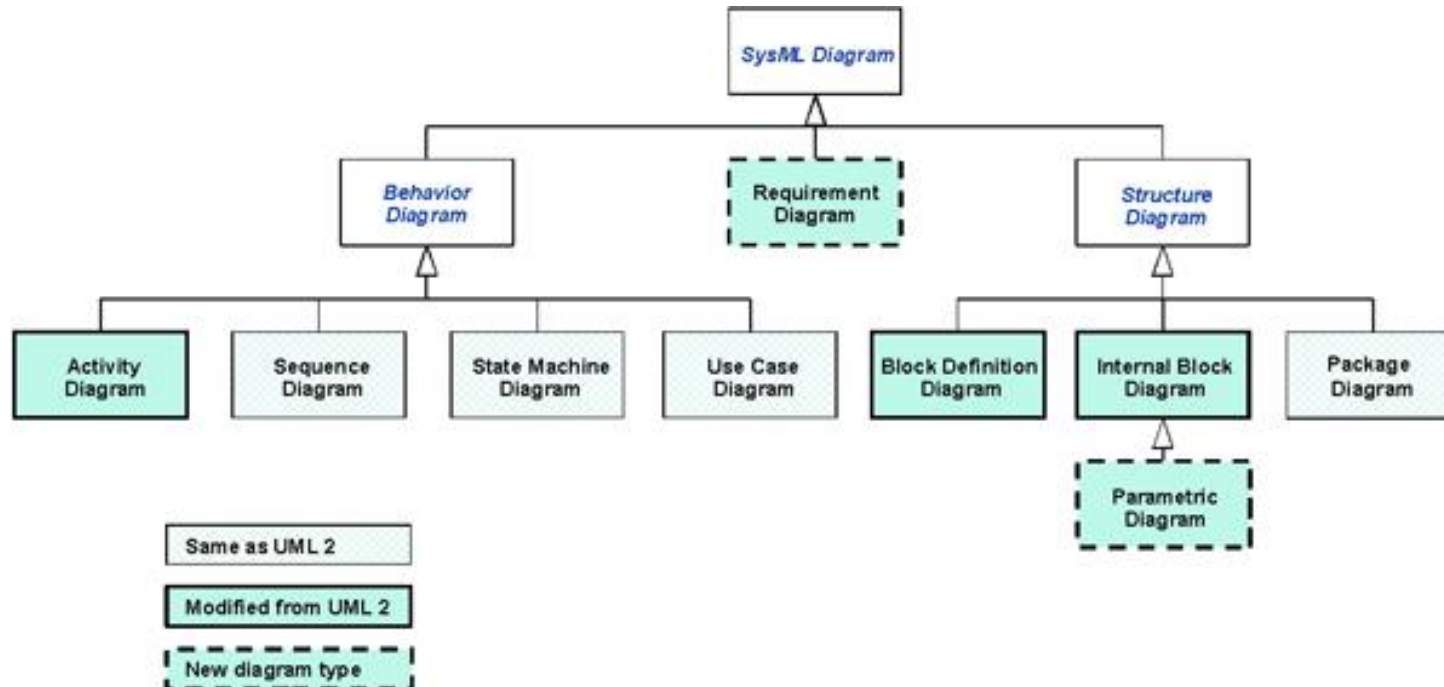 SysML Diagram
Behavior
Diagram
Requirement
Diagram
Structure
Diagram
Activity
Diagram
Sequence
Diagram
State Machine
Diagram
Use Case
Diagram
Block Definition
Diagram
Internal Block
Diagram
Package
Diagram
Parametric
Diagram
Same as UML 2
Modified from UML 2
New diagram type